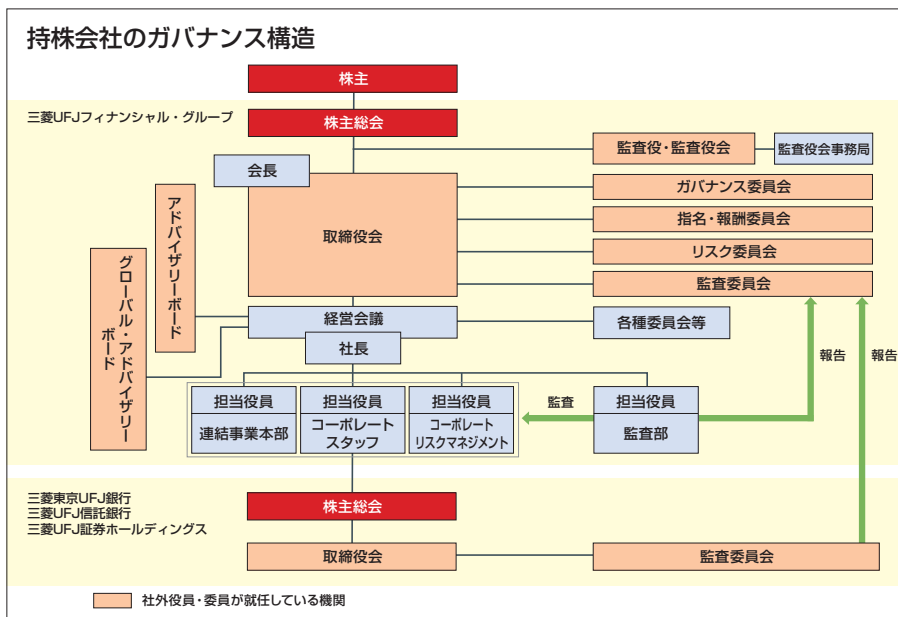 持株会社のガバナンス構造
株主
三菱UFJフィナンシャル・グループ
株主総会
監査役・監査役会
監査役会事務局
会長
取締役会
ガバナンス委員会
指名・報酬委員会
リスク委員会
監査委員会
アドバイザリーボード
グローバル・アドバイザリー
ボード
経営会議
各種委員会等
社長
報告
報告
担当役員
連結事業本部
担当役員
コーポレート
スタッフ
担当役員
コーポレート
リスクマネジメント
監査
担当役員
監査部
三菱東京UFJ銀行
三菱UFJ信託銀行
三菱UFJ証券ホールディングス
株主総会
取締役会
監査委員会
社外役員・委員が就任している機関